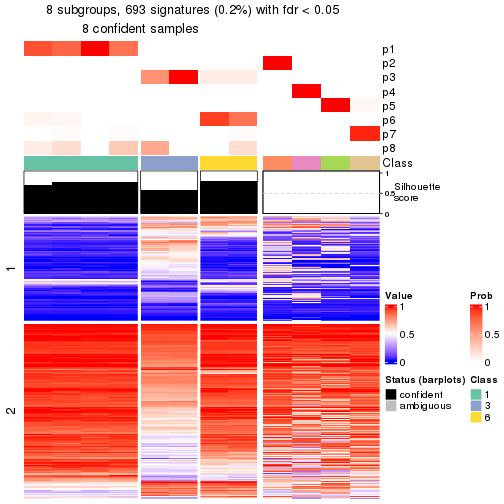 8 subgroups, 693 signatures (0.2%) with fdr < 0.05
8 confident samples
p1
p2
p3
p4
p5
p6
p7
p8
Class
1
0.5
0
Silhouette
score
1
2
Value
1
0.5
0
Prob
1
0.5
0
Status (barplots)
confident
ambiguous
Class
1
3
6